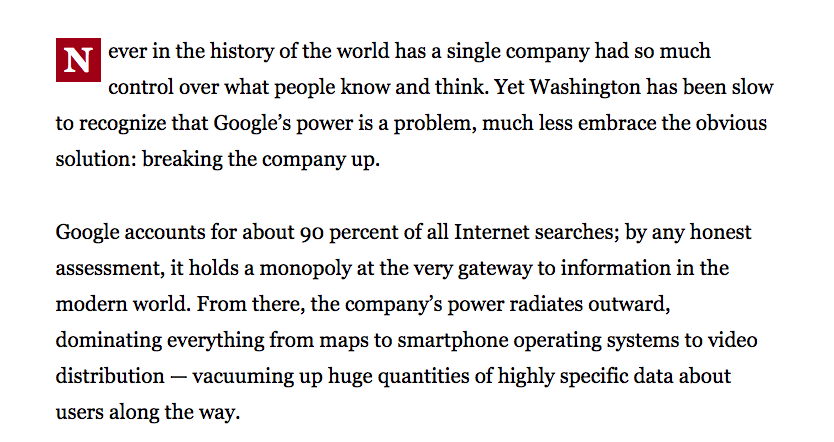 Never in the history of the world has a single company had so much
control over what people know and think. Yet Washington has been slow
to recognize that Google’s power is a problem, much less embrace the obvious
solution: breaking the company up.
Google accounts for about 90 percent of all Internet searches; by any honest
assessment, it holds a monopoly at the very gateway to information in the
modern world. From there, the company’s power radiates outward,
dominating everything from maps to smartphone operating systems to video
distribution — vacuuming up huge quantities of highly specific data about
users along the way.